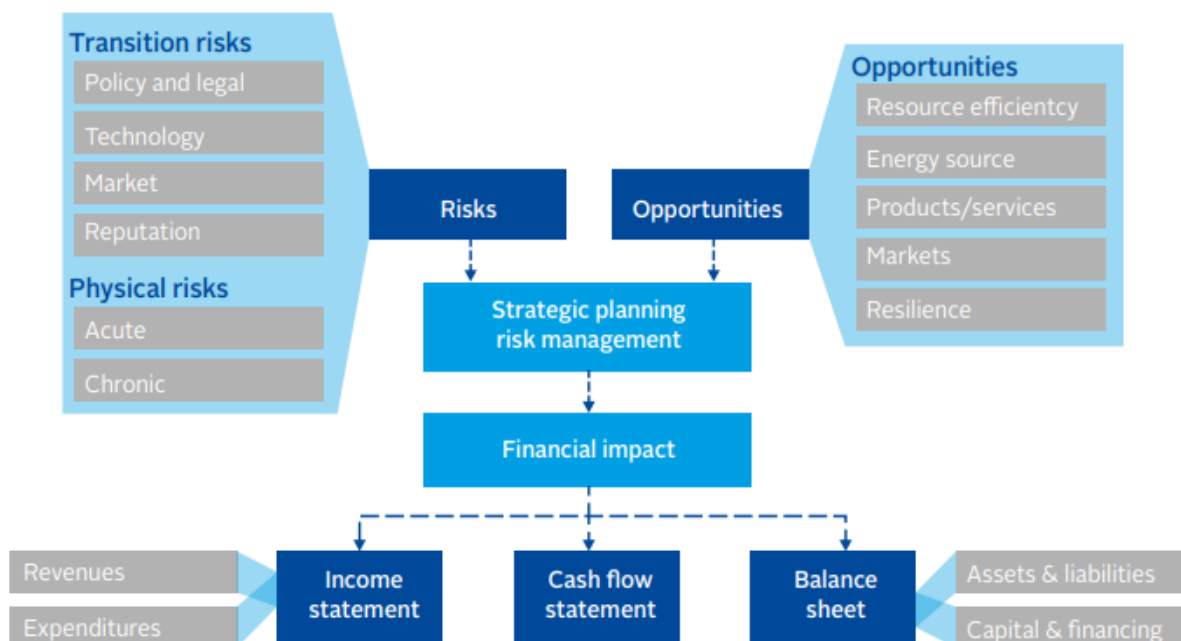 Transition risks
Policy and legal
Technology
Market
Reputation
Physical risks
Acute
Chronic
Risks
Opportunities
Opportunities
Resource efficientcy
Energy source
Products/services
Markets
Resilience
Strategic planning
risk management
Financial impact
Revenues
Expenditures
Income
statement
Cash flow
statement
Balance
sheet
Assets & liabilities
Capital & financing